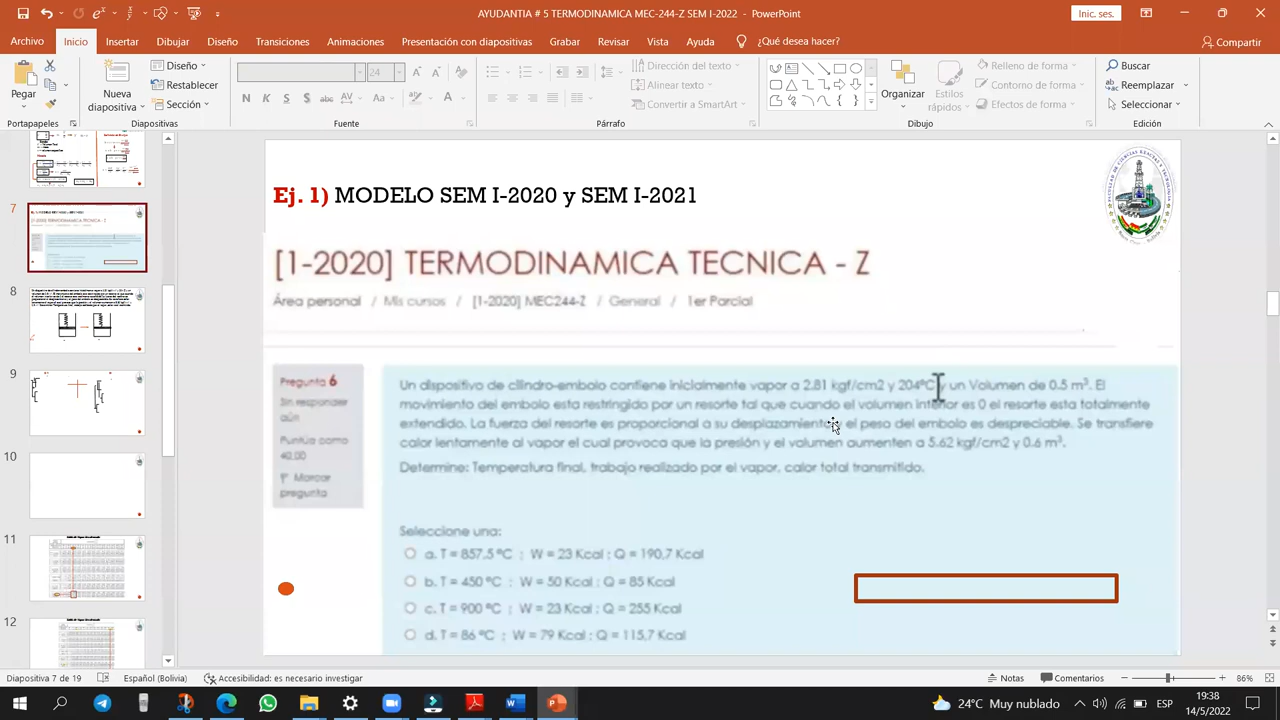 AYUDANTIA # 5 TERMODINAMICA MEC-244-Z SEM I-2022 - PowerPoint
Inic. ses.
Archivo Inicio Insertar Dibujar Diseño Transiciones Animaciones Presentación con diapositivas Grabar Revisar Vista Ayuda ¿Qué desea hacer? Compartir
Pegar
Nueva diapositiva
Diseño
Restablecer
Sección
24
N K S S abc AV Aa A
Dirección del texto
Alinear texto
Convertir a SmartArt
Organizar
Estilos rápidos
Relleno de forma
Contorno de forma
Efectos de forma
Buscar
Reemplazar
Seleccionar
Portapapeles Diapositivas Fuente Párrafo Dibujo Edición
7
8
9
10
11
12
Ej. 1) MODELO SEM I-2020 y SEM I-2021
[1-2020] TERMODINAMICA TECNICA - Z
Área personal / Mis cursos / [1-2020] MEC244-Z / General / 1er Parcial
Pregunta 6
Sin responder
aún
Puntúa como
40,00
Marcar
pregunta
Un dispositivo de cilindro-embolo contiene inicialmente vapor a 2.81 kgf/cm2 y 204ºC y un Volumen de 0.5 m³. El
movimiento del embolo esta restringido por un resorte tal que cuando el volumen interior es 0 el resorte esta totalmente
extendido. La fuerza del resorte es proporcional a su desplazamiento y el peso del embolo es despreciable. Se transfiere
calor lentamente al vapor el cual provoca que la presión y el volumen aumenten a 5.62 kgf/cm2 y 0.6 m³.
Determine: Temperatura final, trabajo realizado por el vapor, calor total transmitido.
Seleccione una:
a. T = 857,5 ºC ; W = 23 Kcal ; Q = 190,7 Kcal
b. T = 450 ºC ; W = 50 Kcal ; Q = 85 Kcal
c. T = 900 ºC ; W = 23 Kcal ; Q = 255 Kcal
d. T = 86 ºC ; Kcal ; Q = 115,7 Kcal
Diapositiva 7 de 19 Español (Bolivia) Accesibilidad: es necesario investigar Notas Comentarios 86%
24°C Muy nublado ESP 19:38
14/5/2022